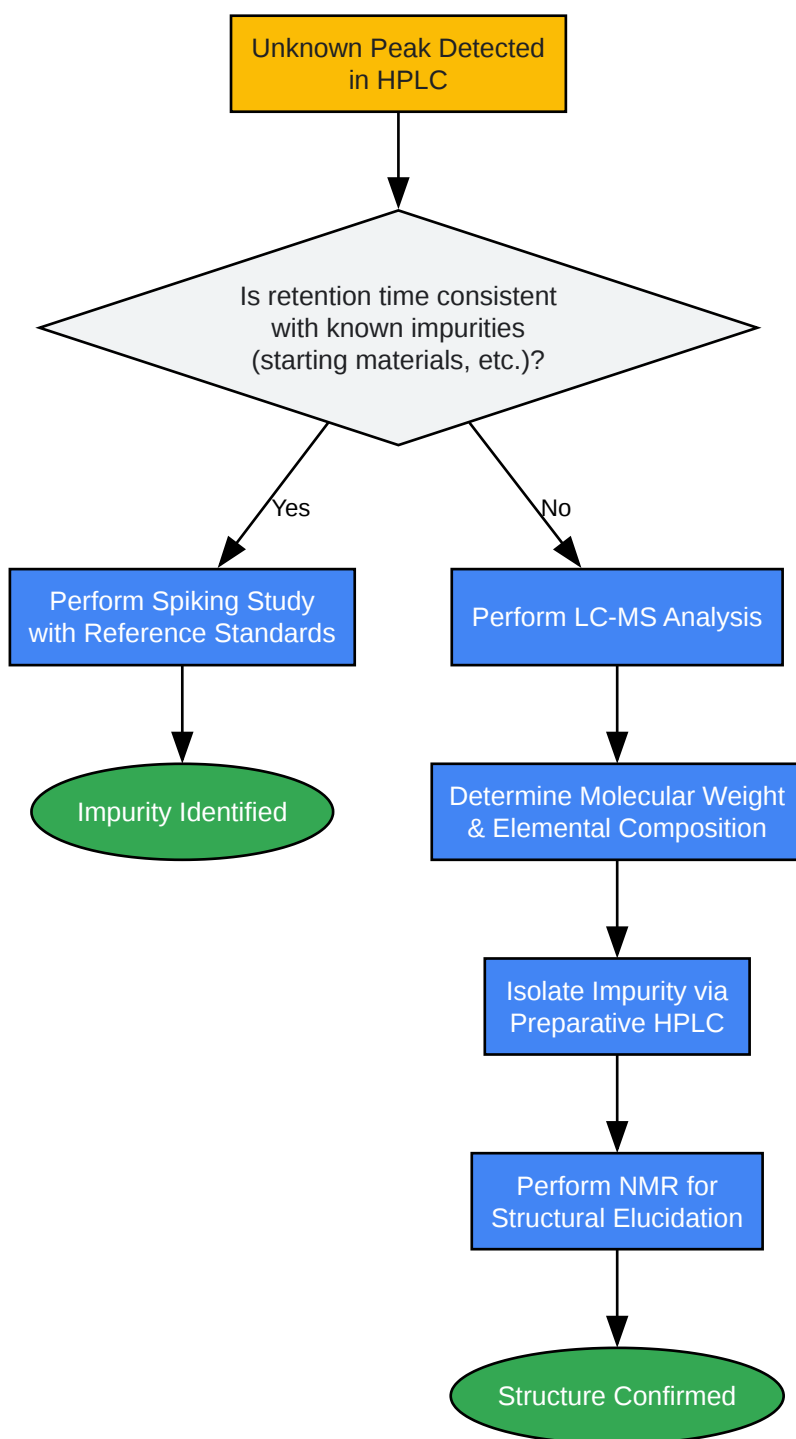 Unknown Peak Detected
in HPLC
Is retention time consistent
with known impurities
(starting materials, etc.)?
Yes
No
Perform Spiking Study
with Reference Standards
Perform LC-MS Analysis
Impurity Identified
Determine Molecular Weight
& Elemental Composition
Isolate Impurity via
Preparative HPLC
Perform NMR for
Structural Elucidation
Structure Confirmed